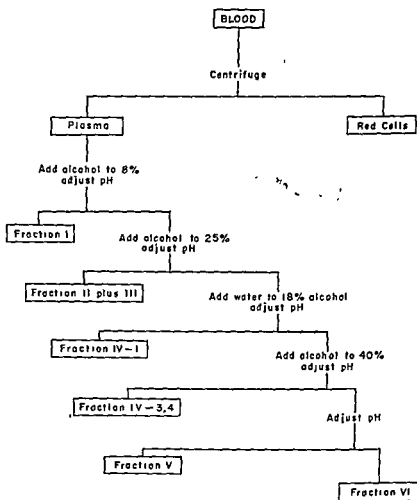 BLOOD
Centrifuge
Plasma
Red Cells
Add alcohol to 8%
adjust pH
Fraction I
Add alcohol to 25%
adjust pH
Fraction II plus III
Add water to 18% alcohol
adjust pH
Fraction IV-1
Add alcohol to 40%
adjust pH
Fraction IV-3,4
Adjust pH
Fraction V
Fraction VI